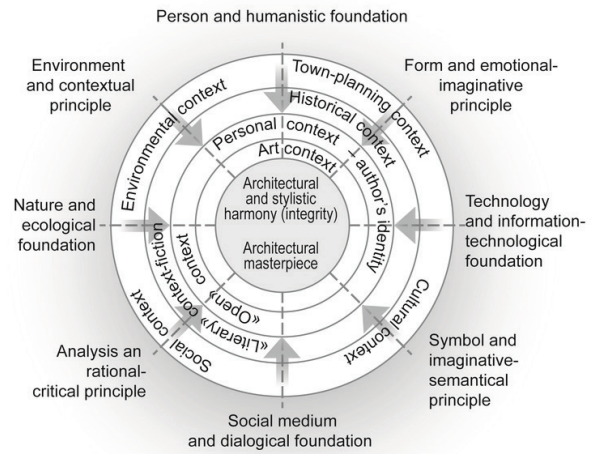 Person and humanistic foundation
Environment
and contextual
principle
Form and emotional-
imaginative
principle
Town-planning context
Environmental context
Historical context
Personal context – author's identity
Art context
Architectural
and stylistic
harmony (integrity)
Architectural
masterpiece
Nature and
ecological
foundation
Technology
and information-
technological
foundation
«Open» context
«Literary» context-fiction
Social context
Cultural context
Analysis an
rational-
critical principle
Symbol and
imaginative-
semantical
principle
Social medium
and dialogical foundation